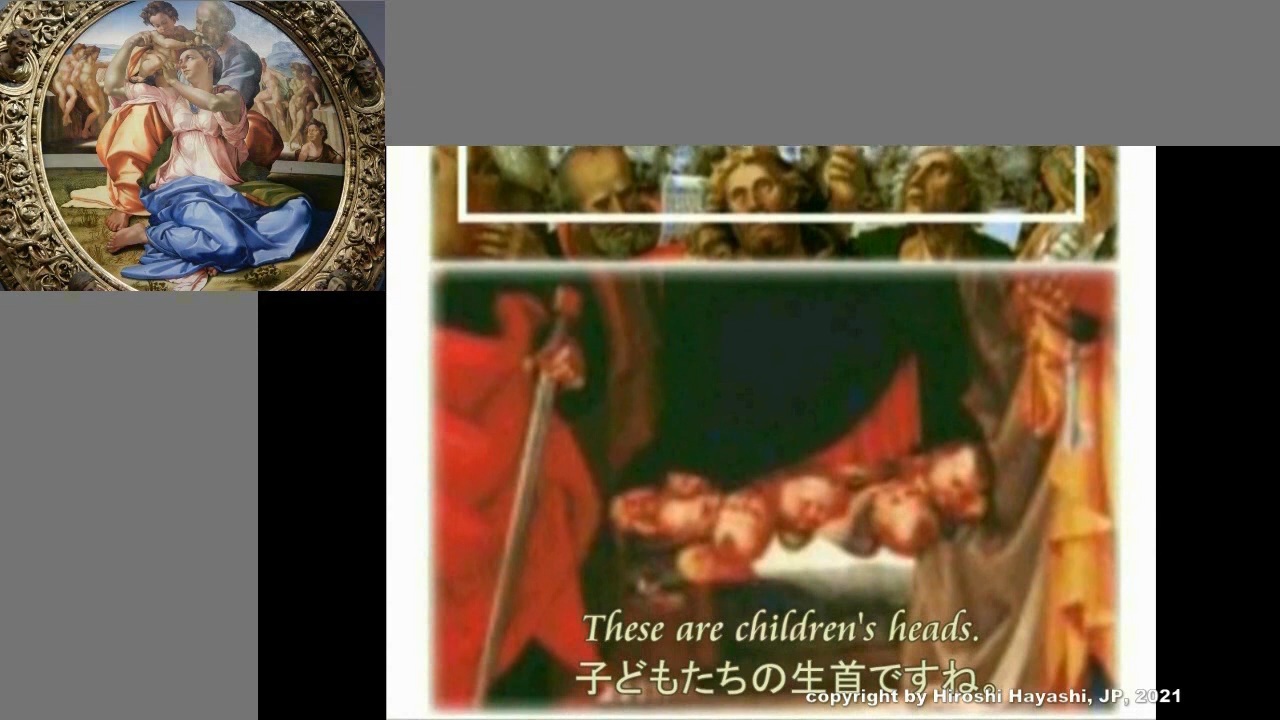 These are children's heads.
子どもたちの生首ですね。
copyright by Hiroshi Hayashi, JP, 2021